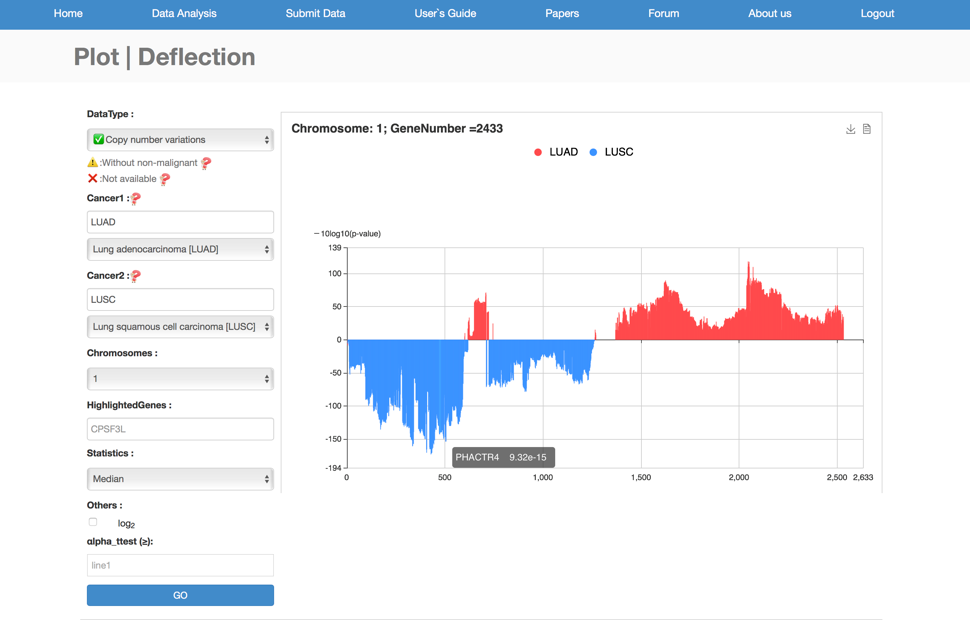 Home Data Analysis Submit Data User`s Guide Papers Forum About us Logout
Plot | Deflection
DataType :
✅Copy number variations
⚠️:Without non-malignant ❓
❌:Not available ❓
Cancer1 :❓
LUAD
Lung adenocarcinoma [LUAD]
Cancer2 :❓
LUSC
Lung squamous cell carcinoma [LUSC]
Chromosomes :
1
HighlightedGenes :
CPSF3L
Statistics :
Median
Others :
log2
alpha_ttest (≥):
line1
GO
Chromosome: 1; GeneNumber =2433
LUAD LUSC
−10log10(p-value)
139
100
50
0
-50
-100
-150
-194
PHACTR4 9.32e-15
0 500 1,000 1,500 2,000 2,500 2,633